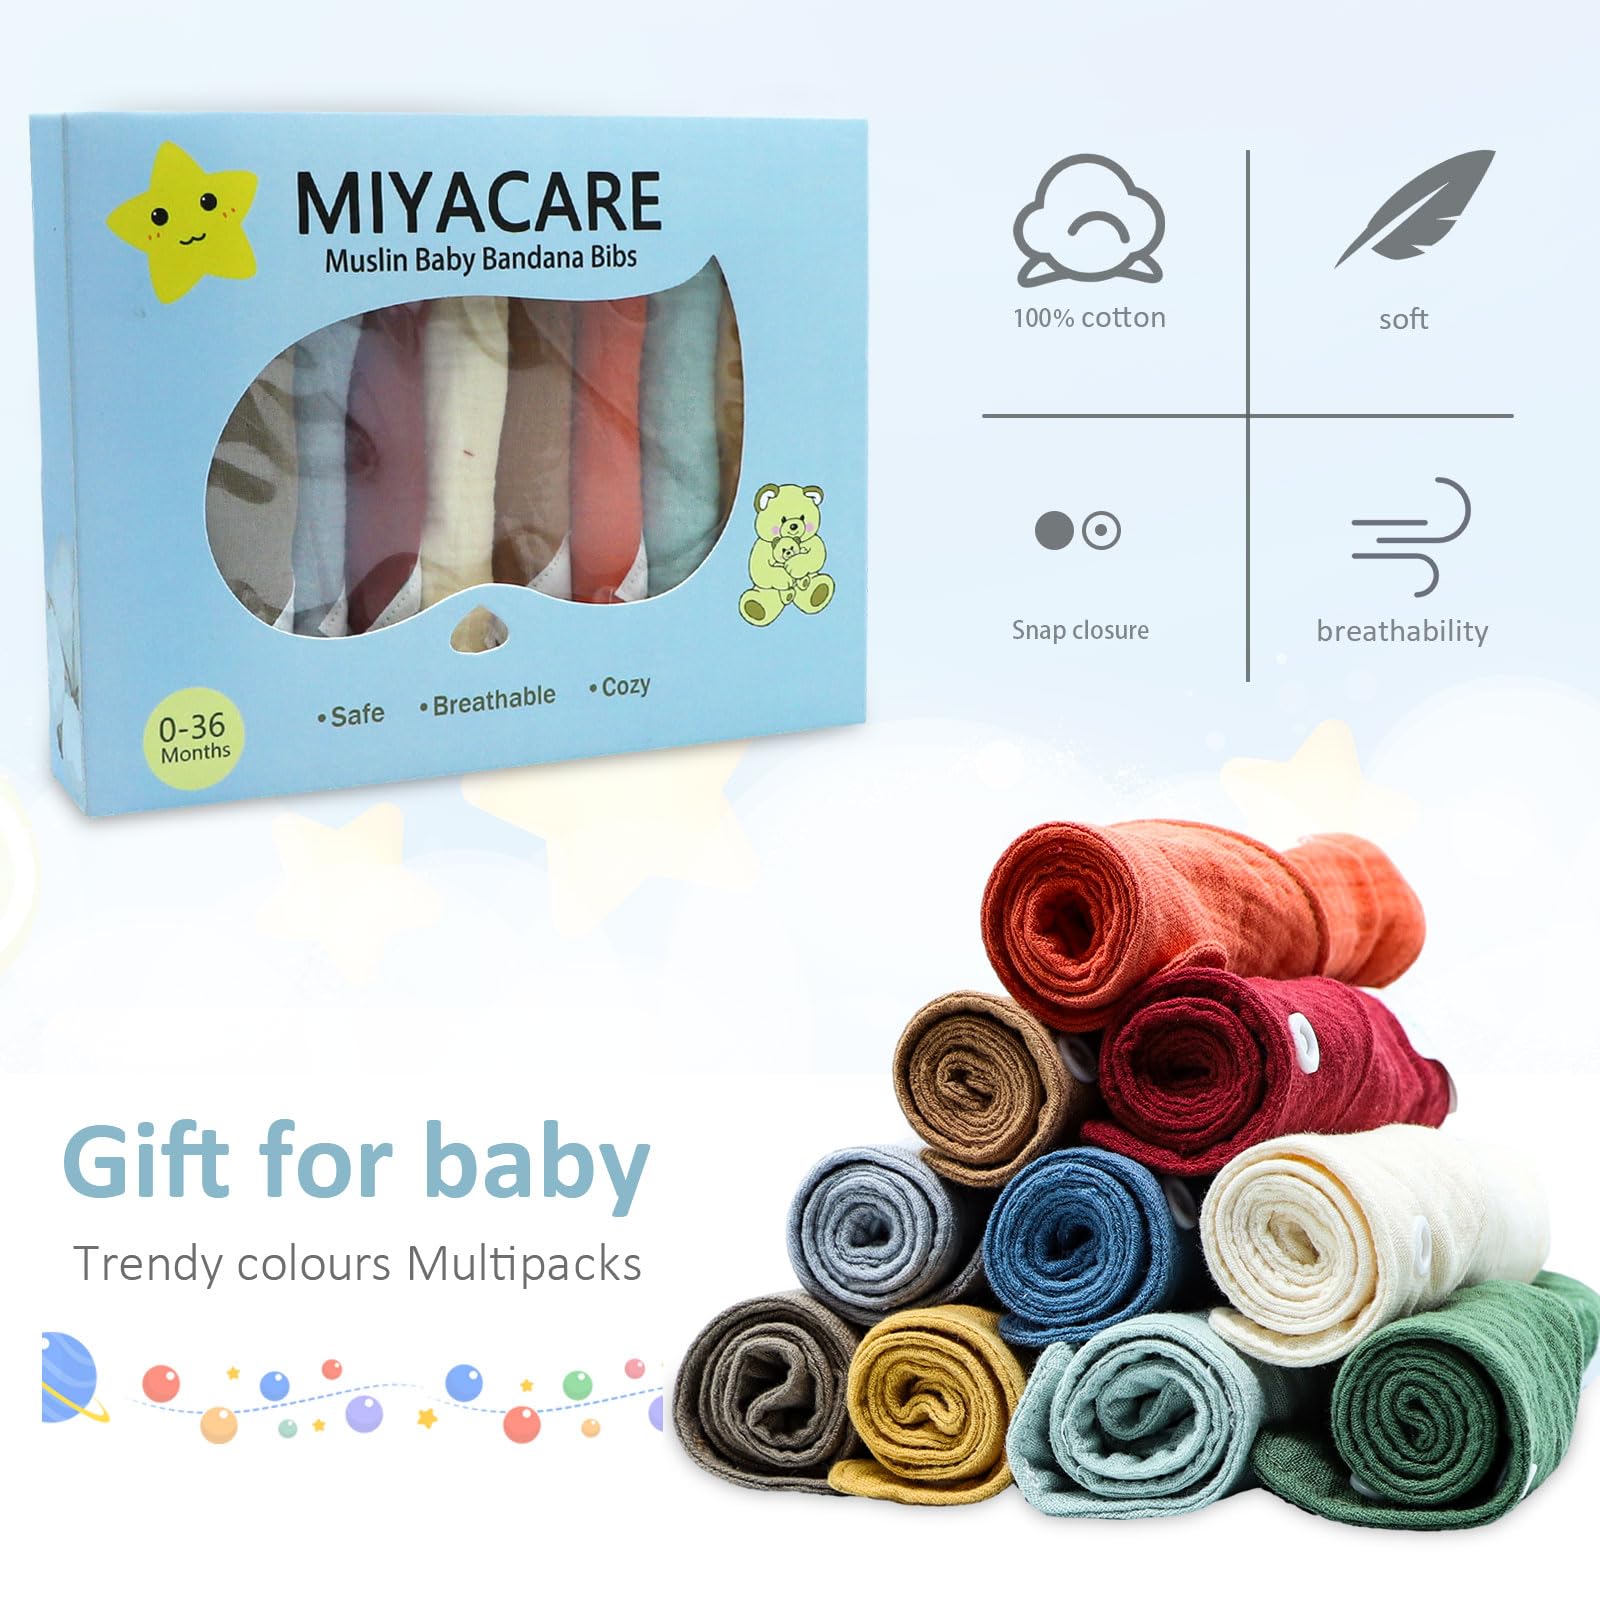 MIYACARE
Muslin Baby Bandana Bibs
•Safe •Breathable •Cozy
0-36
Months
100% cotton
soft
Snap closure
breathability
Gift for baby
Trendy colours Multipacks